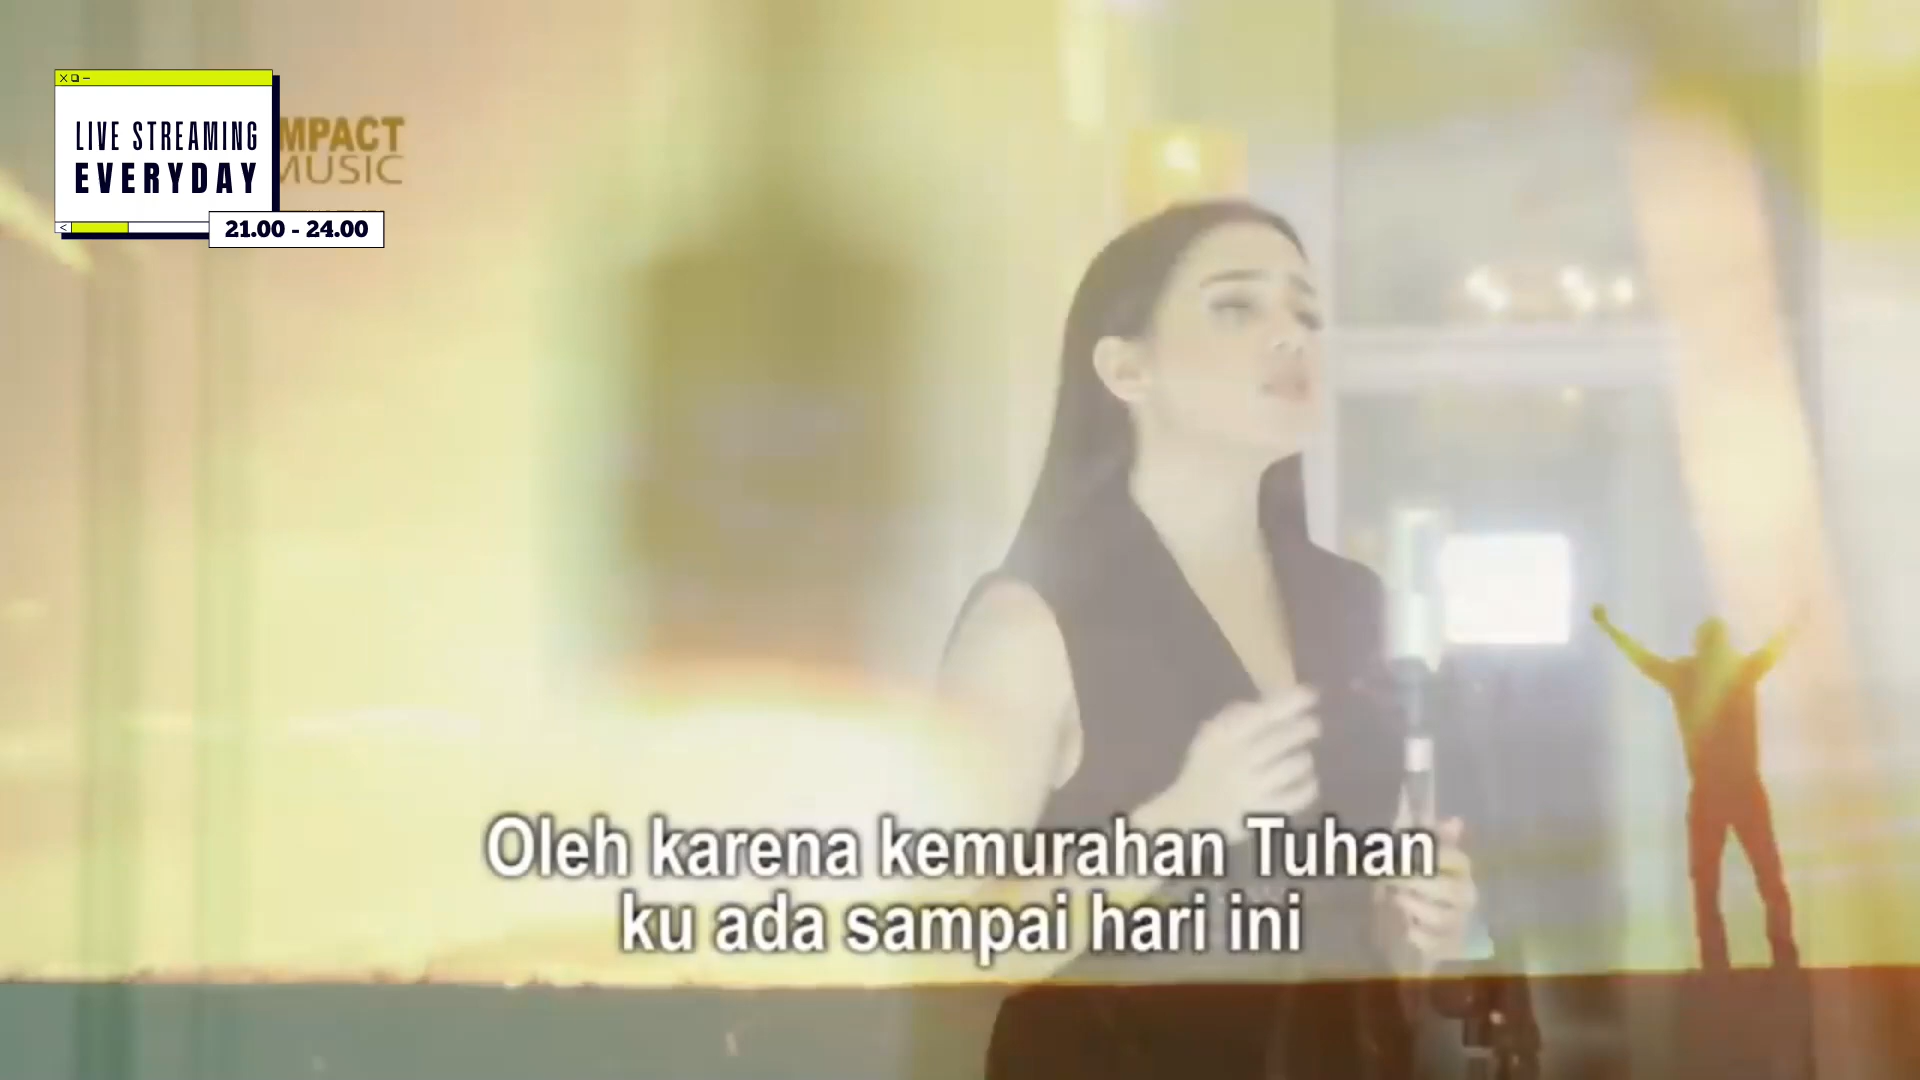 LIVE STREAMING
EVERYDAY
MPACT
MUSIC
21.00 - 24.00
Oleh karena kemurahan Tuhan
ku ada sampai hari ini